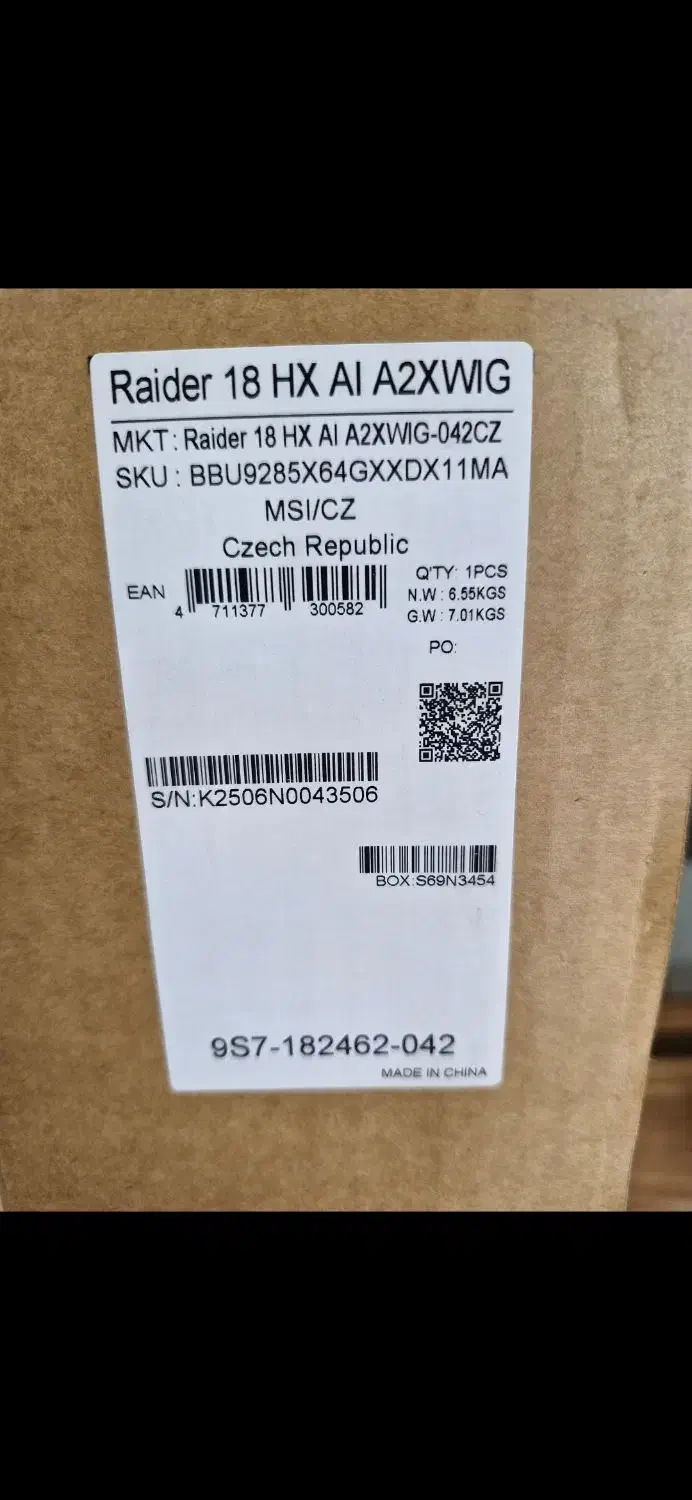 Raider 18 HX AI A2XWIG
MKT : Raider 18 HX AI A2XWIG-042CZ
SKU : BBU9285X64GXXDX11MA
MSI/CZ
Czech Republic
EAN
4 711377 300582
Q'TY: 1PCS
N.W : 6.55KGS
G.W : 7.01KGS
PO:
S/N:K2506N0043506
BOX:S69N3454
9S7-182462-042
MADE IN CHINA